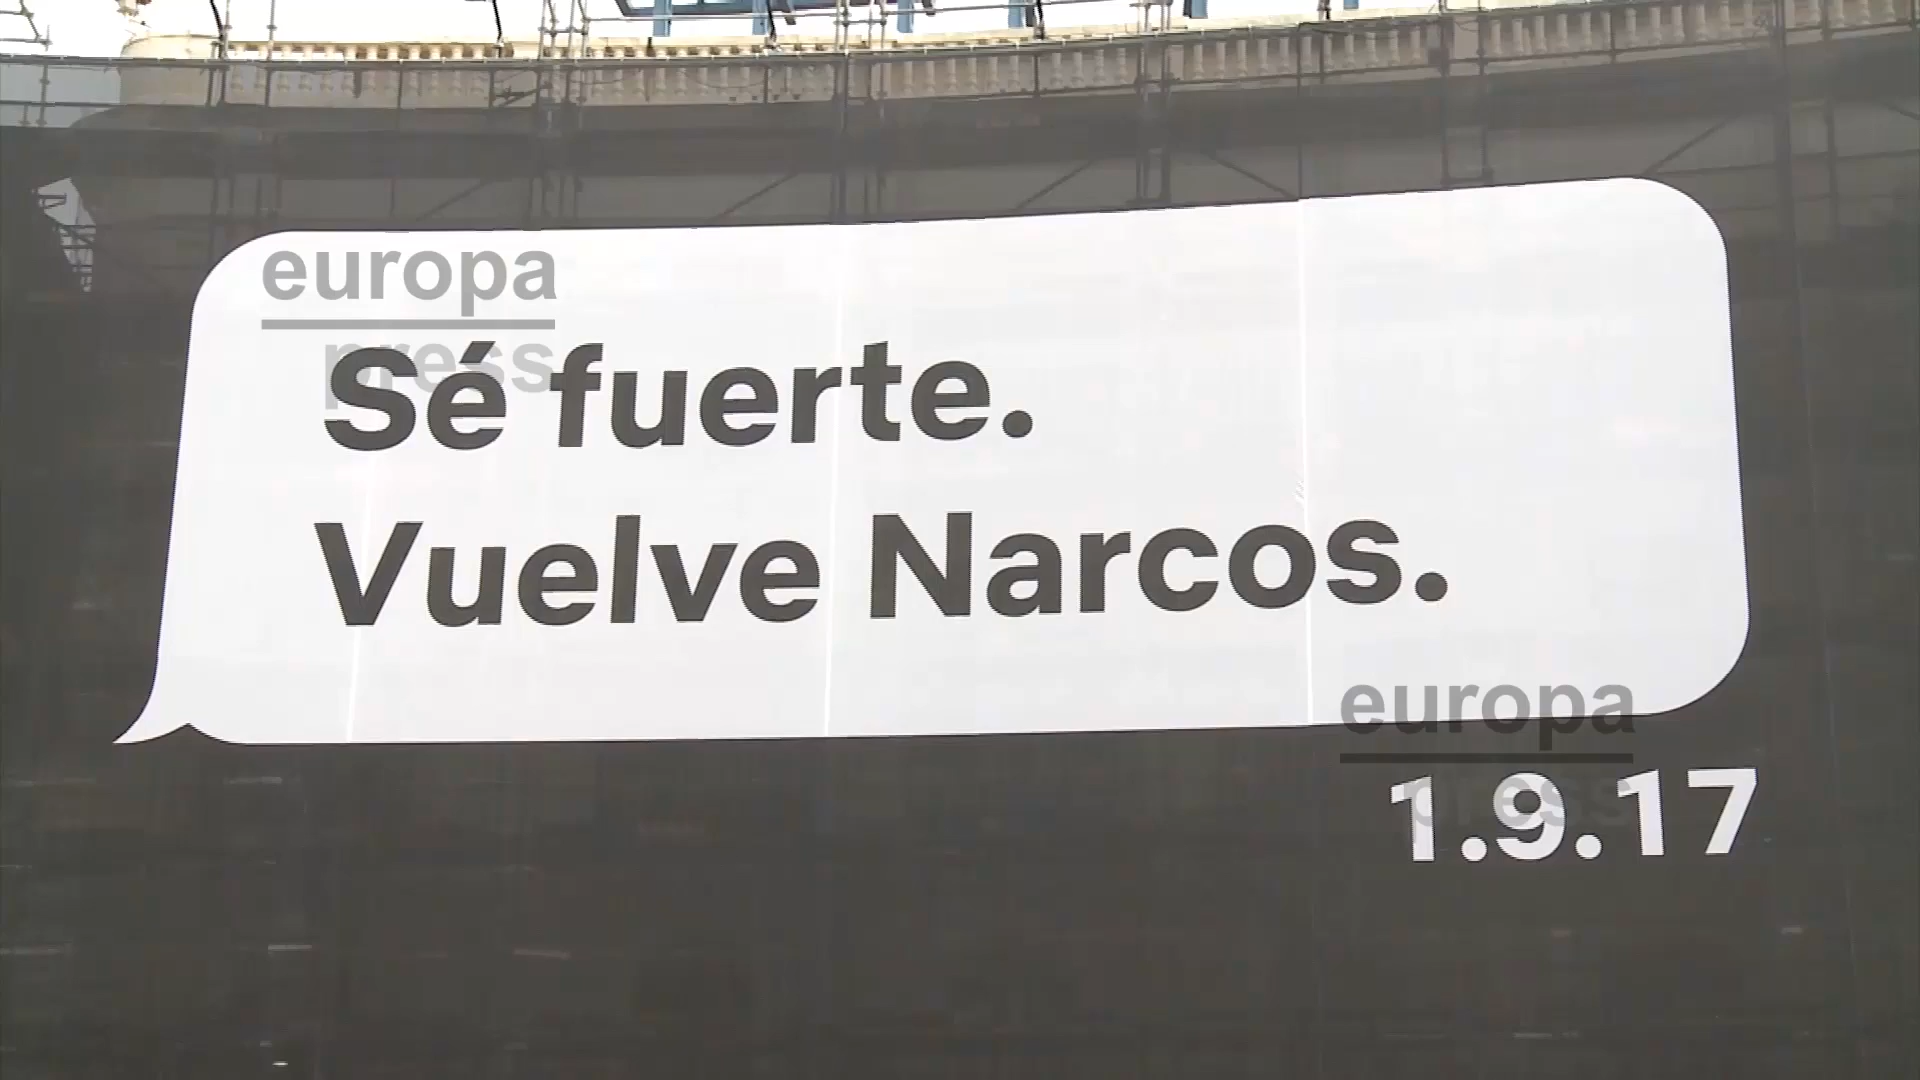 europa
press
Sé fuerte.
Vuelve Narcos.
europa
press
1.9.17